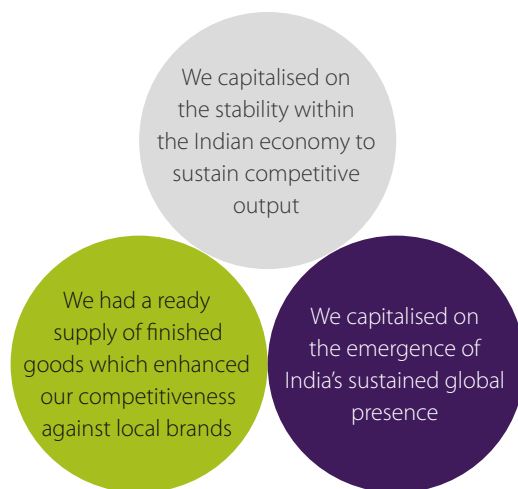 We capitalised on
the stability within
the Indian economy to
sustain competitive
output
We had a ready
supply of finished
goods which enhanced
our competitiveness
against local brands
We capitalised on
the emergence of
India’s sustained global
presence